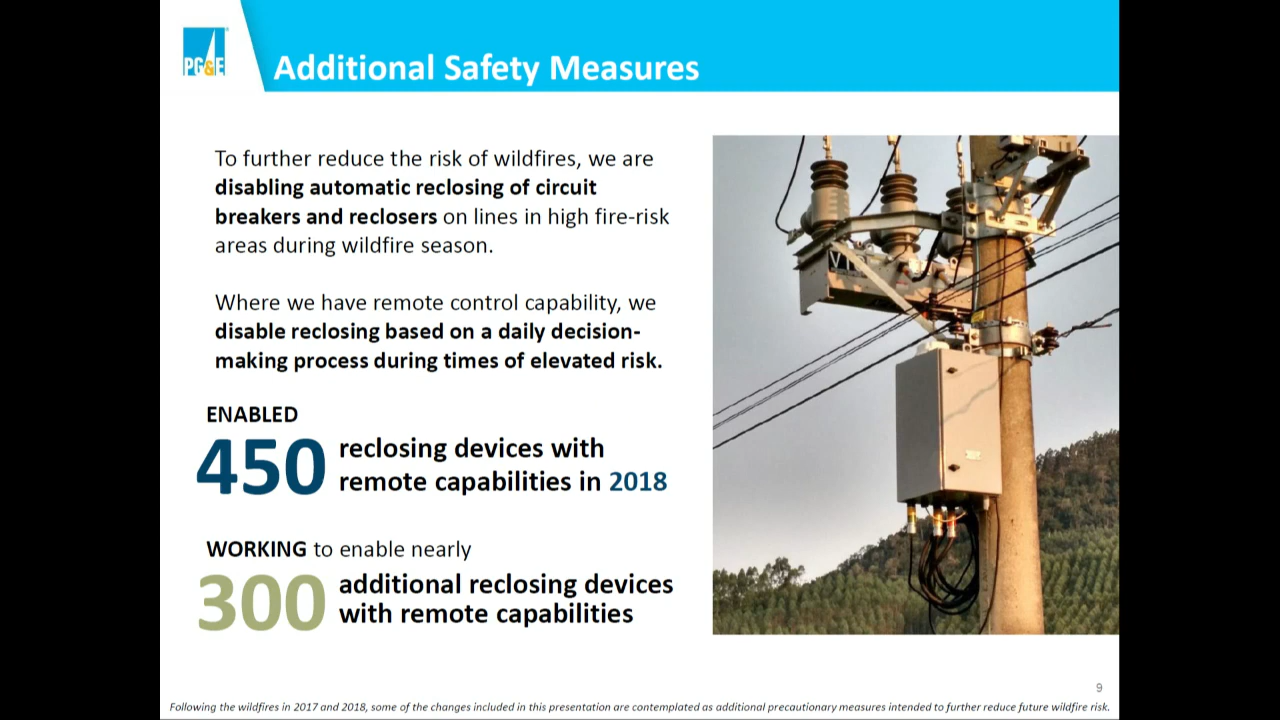 PG&E
Additional Safety Measures
To further reduce the risk of wildfires, we are
disabling automatic reclosing of circuit
breakers and reclosers on lines in high fire-risk
areas during wildfire season.
Where we have remote control capability, we
disable reclosing based on a daily decision-
making process during times of elevated risk.
ENABLED
450 reclosing devices with
remote capabilities in 2018
WORKING to enable nearly
300 additional reclosing devices
with remote capabilities
9
Following the wildfires in 2017 and 2018, some of the changes included in this presentation are contemplated as additional precautionary measures intended to further reduce future wildfire risk.